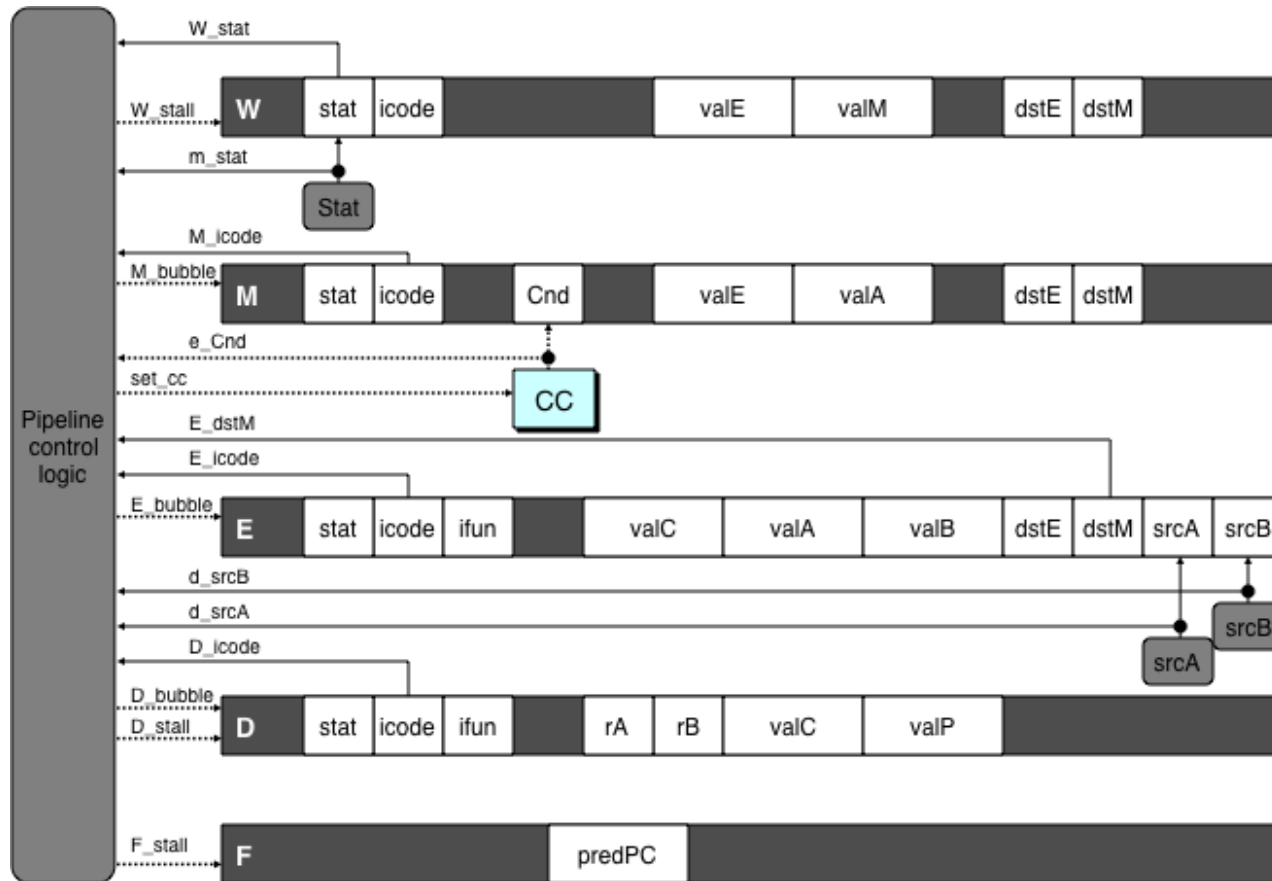 W_stat
W_stall
W stat icode valE valM dstE dstM
m_stat
Stat
M_icode
M_bubble
M stat icode Cnd valE valA dstE dstM
e_Cnd
set_cc
CC
Pipeline
control
logic
E_dstM
E_icode
E_bubble
E stat icode ifun valC valA valB dstE dstM srcA srcB
d_srcB
d_srcA
srcB
D_icode
srcA
D_bubble
D_stall
D stat icode ifun rA rB valC valP
F_stall
F predPC